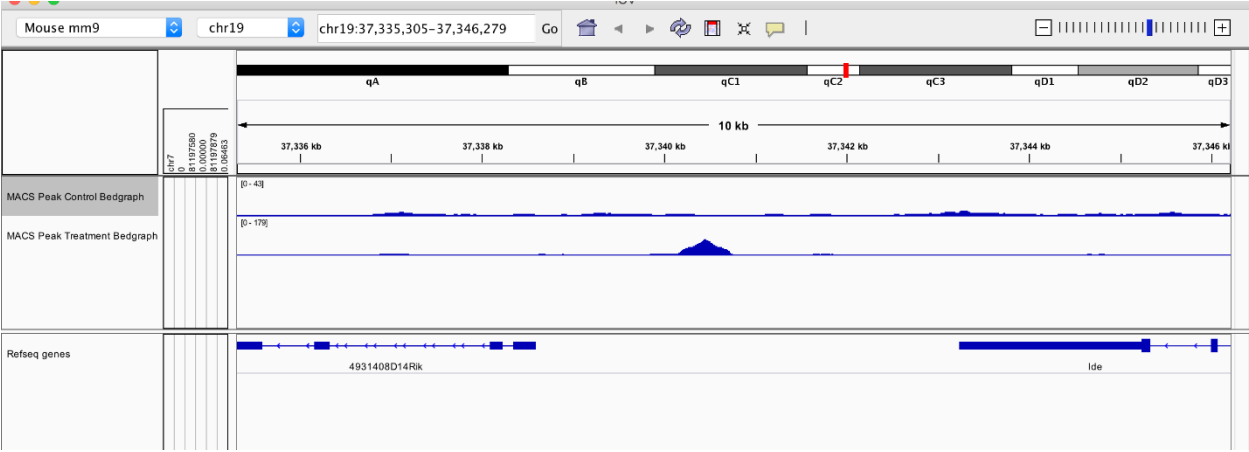 Mouse mm9 chr19 chr19:37,335,305-37,346,279 Go
qA qB qC1 qC2 qC3 qD1 qD2 qD3
10 kb
37,336 kb 37,338 kb 37,340 kb 37,342 kb 37,344 kb 37,346 k
chr7
0
81197580
0.00000
81197879
0.06463
MACS Peak Control Bedgraph [0 - 43]
MACS Peak Treatment Bedgraph [0 - 179]
Refseq genes
4931408D14Rik Ide